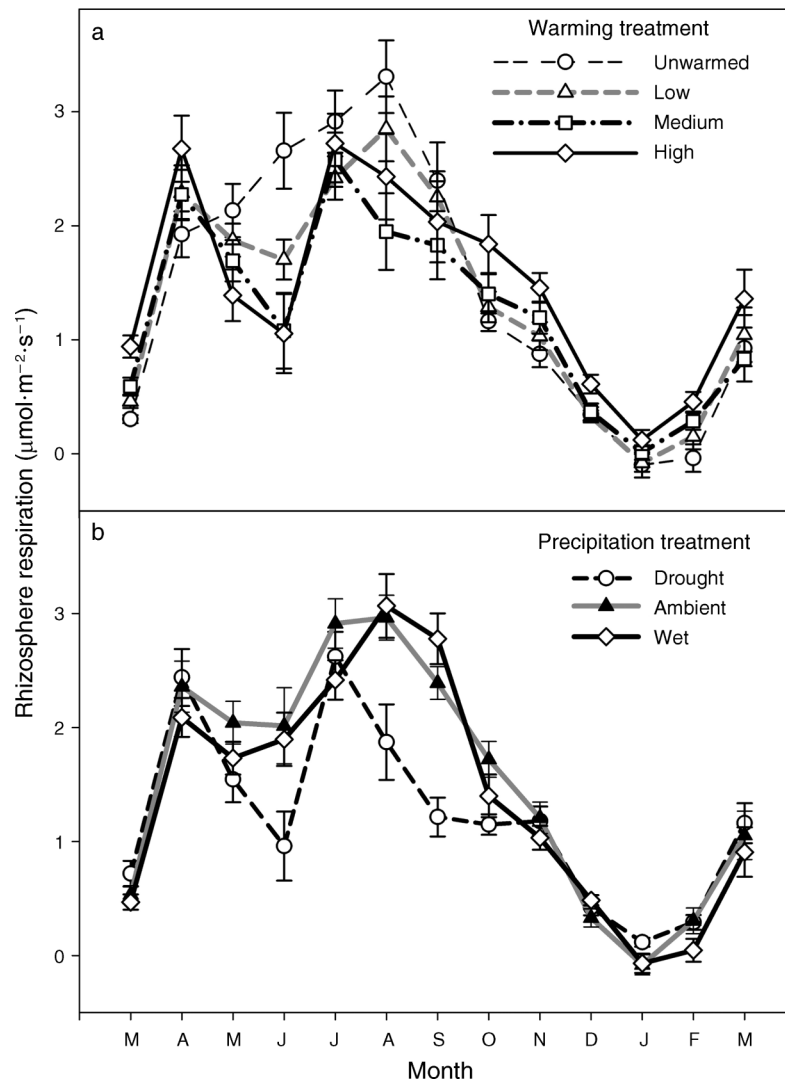 a
Warming treatment
Unwarmed
Low
Medium
High
3
2
1
0
Rhizosphere respiration (μmol·m⁻²·s⁻¹)
b
Precipitation treatment
Drought
Ambient
Wet
3
2
1
0
M A M J J A S O N D J F M
Month